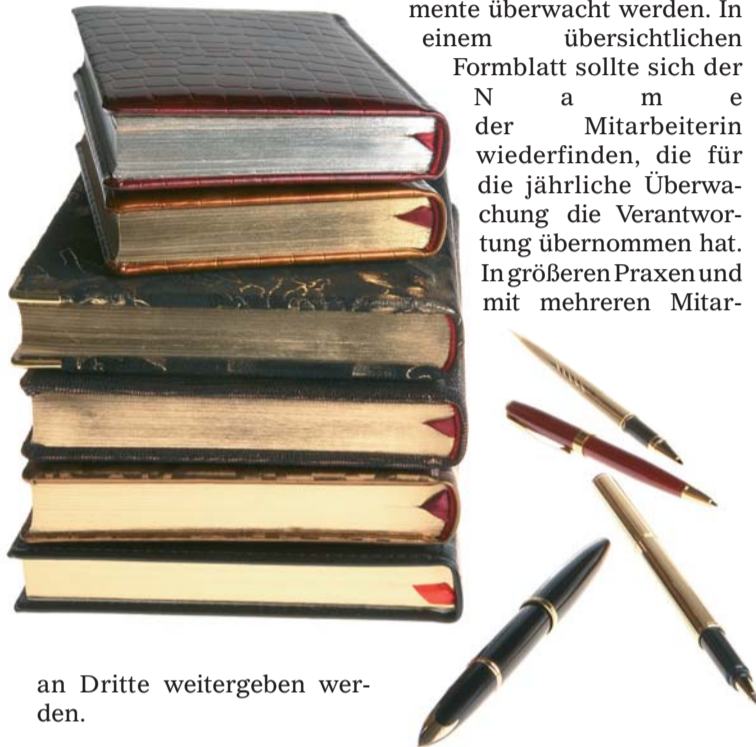 mente überwacht werden. In
einem übersichtlichen
Formblatt sollte sich der
N a m e
der Mitarbeiterin
wiederfinden, die für
die jährliche Überwa-
chung die Verantwor-
tung übernommen hat.
In größeren Praxen und
mit mehreren Mitar-
an Dritte weitergeben wer-
den.